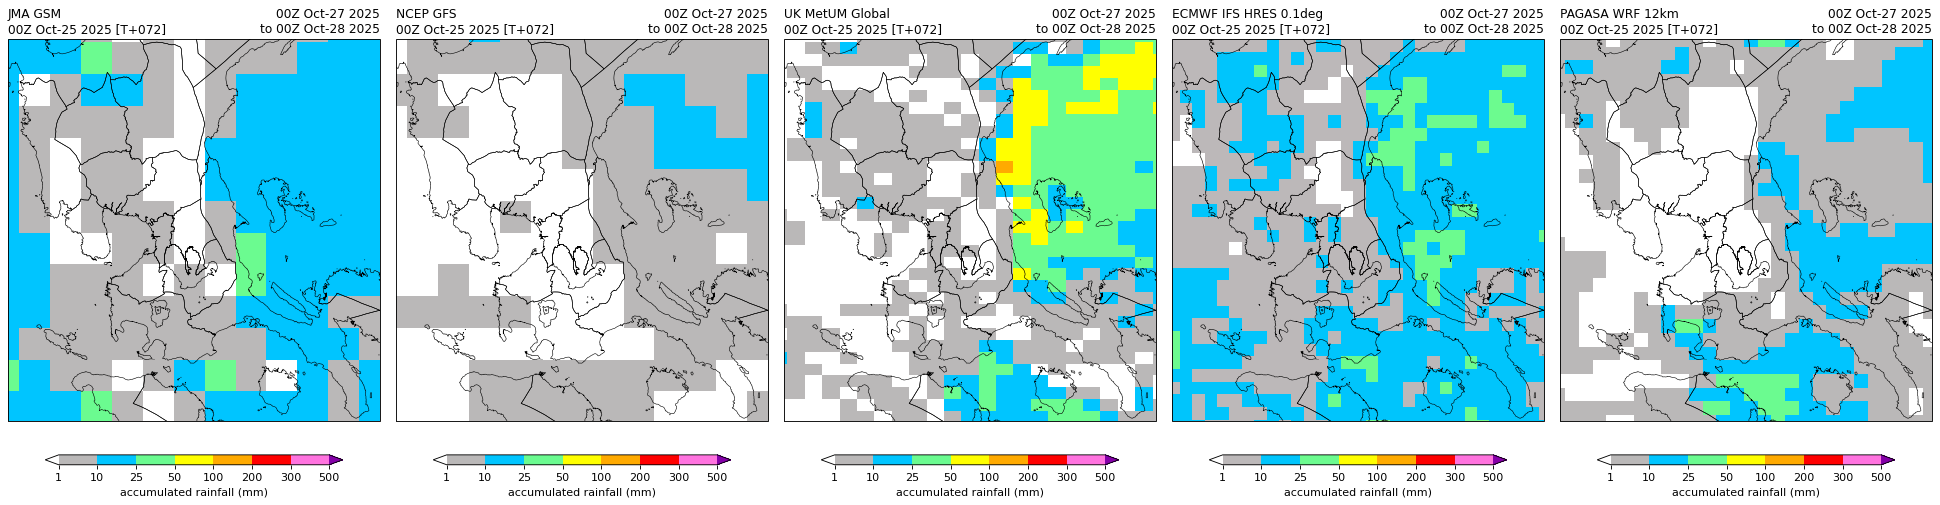 JMA GSM 00Z Oct-27 2025
00Z Oct-25 2025 [T+072] to 00Z Oct-28 2025
1 10 25 50 100 200 300 500
accumulated rainfall (mm)
NCEP GFS 00Z Oct-27 2025
00Z Oct-25 2025 [T+072] to 00Z Oct-28 2025
1 10 25 50 100 200 300 500
accumulated rainfall (mm)
UK MetUM Global 00Z Oct-27 2025
00Z Oct-25 2025 [T+072] to 00Z Oct-28 2025
1 10 25 50 100 200 300 500
accumulated rainfall (mm)
ECMWF IFS HRES 0.1deg 00Z Oct-27 2025
00Z Oct-25 2025 [T+072] to 00Z Oct-28 2025
1 10 25 50 100 200 300 500
accumulated rainfall (mm)
PAGASA WRF 12km 00Z Oct-27 2025
00Z Oct-25 2025 [T+072] to 00Z Oct-28 2025
1 10 25 50 100 200 300 500
accumulated rainfall (mm)